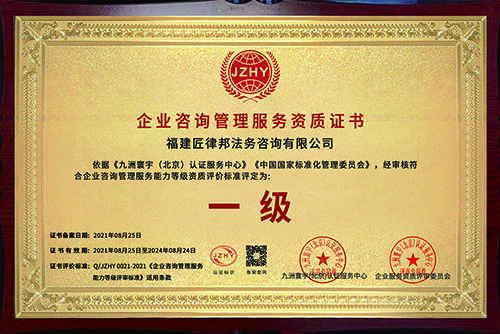 JZHY
企业咨询管理服务资质证书
福建匠律邦法务咨询有限公司
依据《九洲寰宇（北京）认证服务中心》《中国国家标准化管理委员会》，经审核符
合企业咨询管理服务能力等级资质评价标准评定为：
一 级
证书备案日期：2021年08月25日
证 书 有 效 期：2021年08月25日至2024年08月24日
证书评价标准：Q/JZHY 0021-2021《企业咨询管理服务
能力等级评审标准》适用条款
JZHY
认证标识
备案查询
九洲寰宇(北京)认证服务中心
企业服务资质评审委员会